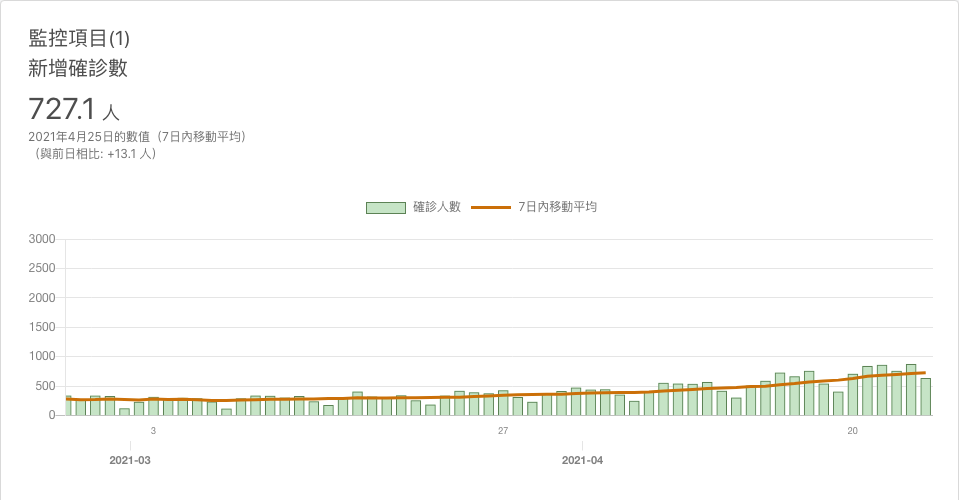 監控項目(1)
新增確診數
727.1 人
2021年4月25日的數值（7日內移動平均）
（與前日相比: +13.1 人）
確診人數 7日內移動平均
3000
2500
2000
1500
1000
500
0
3 27 20
2021-03 2021-04